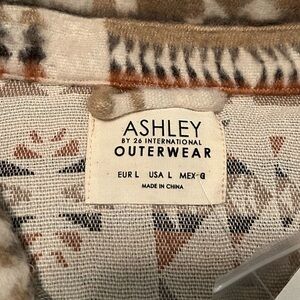 ASHLEY
BY 26 INTERNATIONAL
OUTERWEAR
EUR L USA L MEX-G
MADE IN CHINA